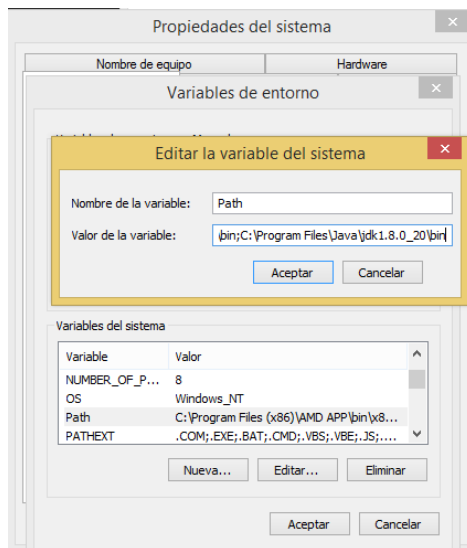 Propiedades del sistema
Nombre de equipo Hardware
Variables de entorno
Editar la variable del sistema
Nombre de la variable: Path
Valor de la variable: \bin;C:\Program Files\Java\jdk1.8.0_20\bin
Aceptar Cancelar
Variables del sistema
Variable Valor
NUMBER_OF_P... 8
OS Windows_NT
Path C:\Program Files (x86)\AMD APP\bin\x8...
PATHEXT .COM;.EXE;.BAT;.CMD;.VBS;.VBE;.JS;....
Nueva... Editar... Eliminar
Aceptar Cancelar